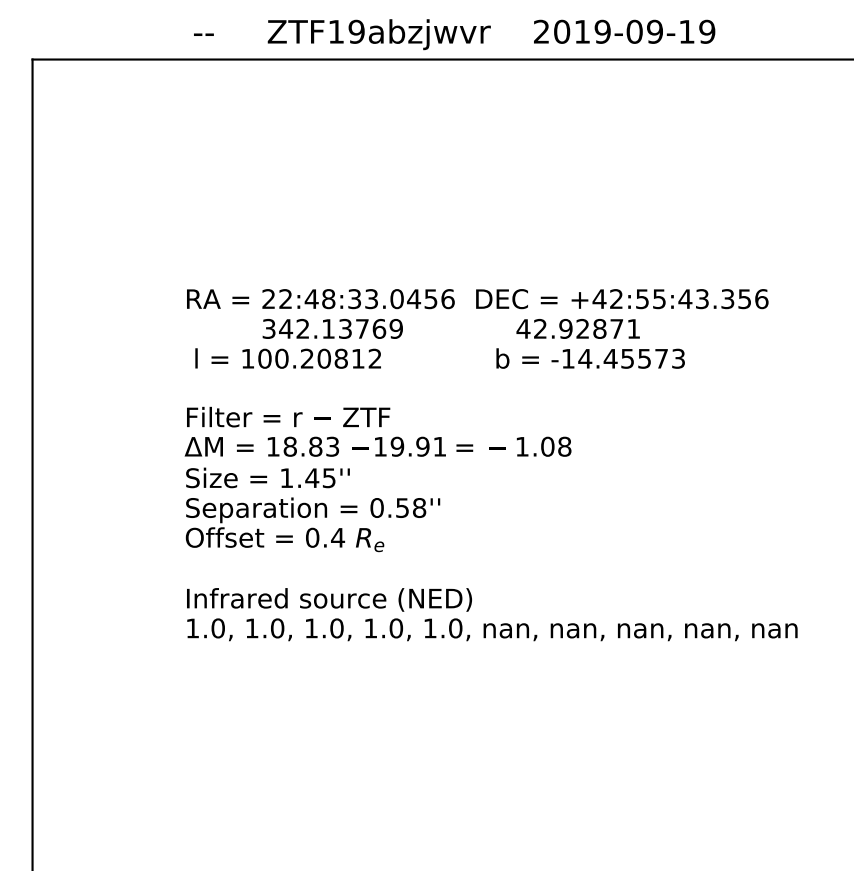 -- ZTF19abzjwvr 2019-09-19
RA = 22:48:33.0456 DEC = +42:55:43.356
342.13769 42.92871
l = 100.20812 b = -14.45573
Filter = r − ZTF
ΔM = 18.83 −19.91 = − 1.08
Size = 1.45''
Separation = 0.58''
Offset = 0.4 Re
Infrared source (NED)
1.0, 1.0, 1.0, 1.0, 1.0, nan, nan, nan, nan, nan